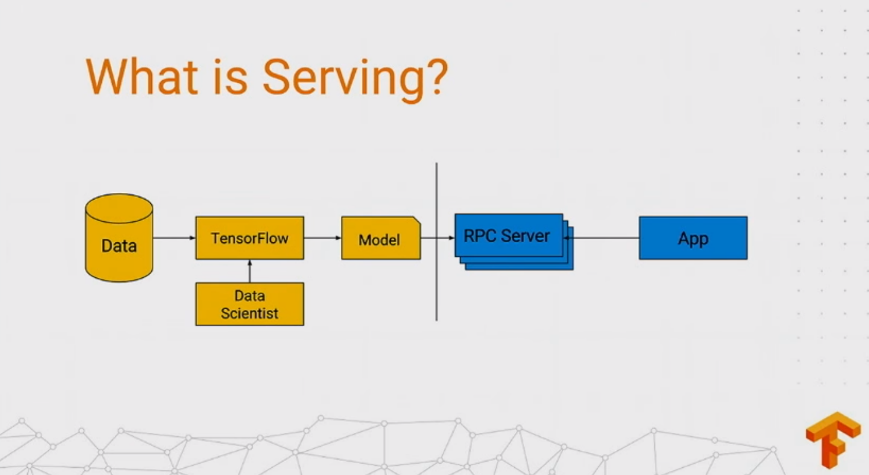 What is Serving?
Data
TensorFlow
Model
RPC Server
App
Data
Scientist